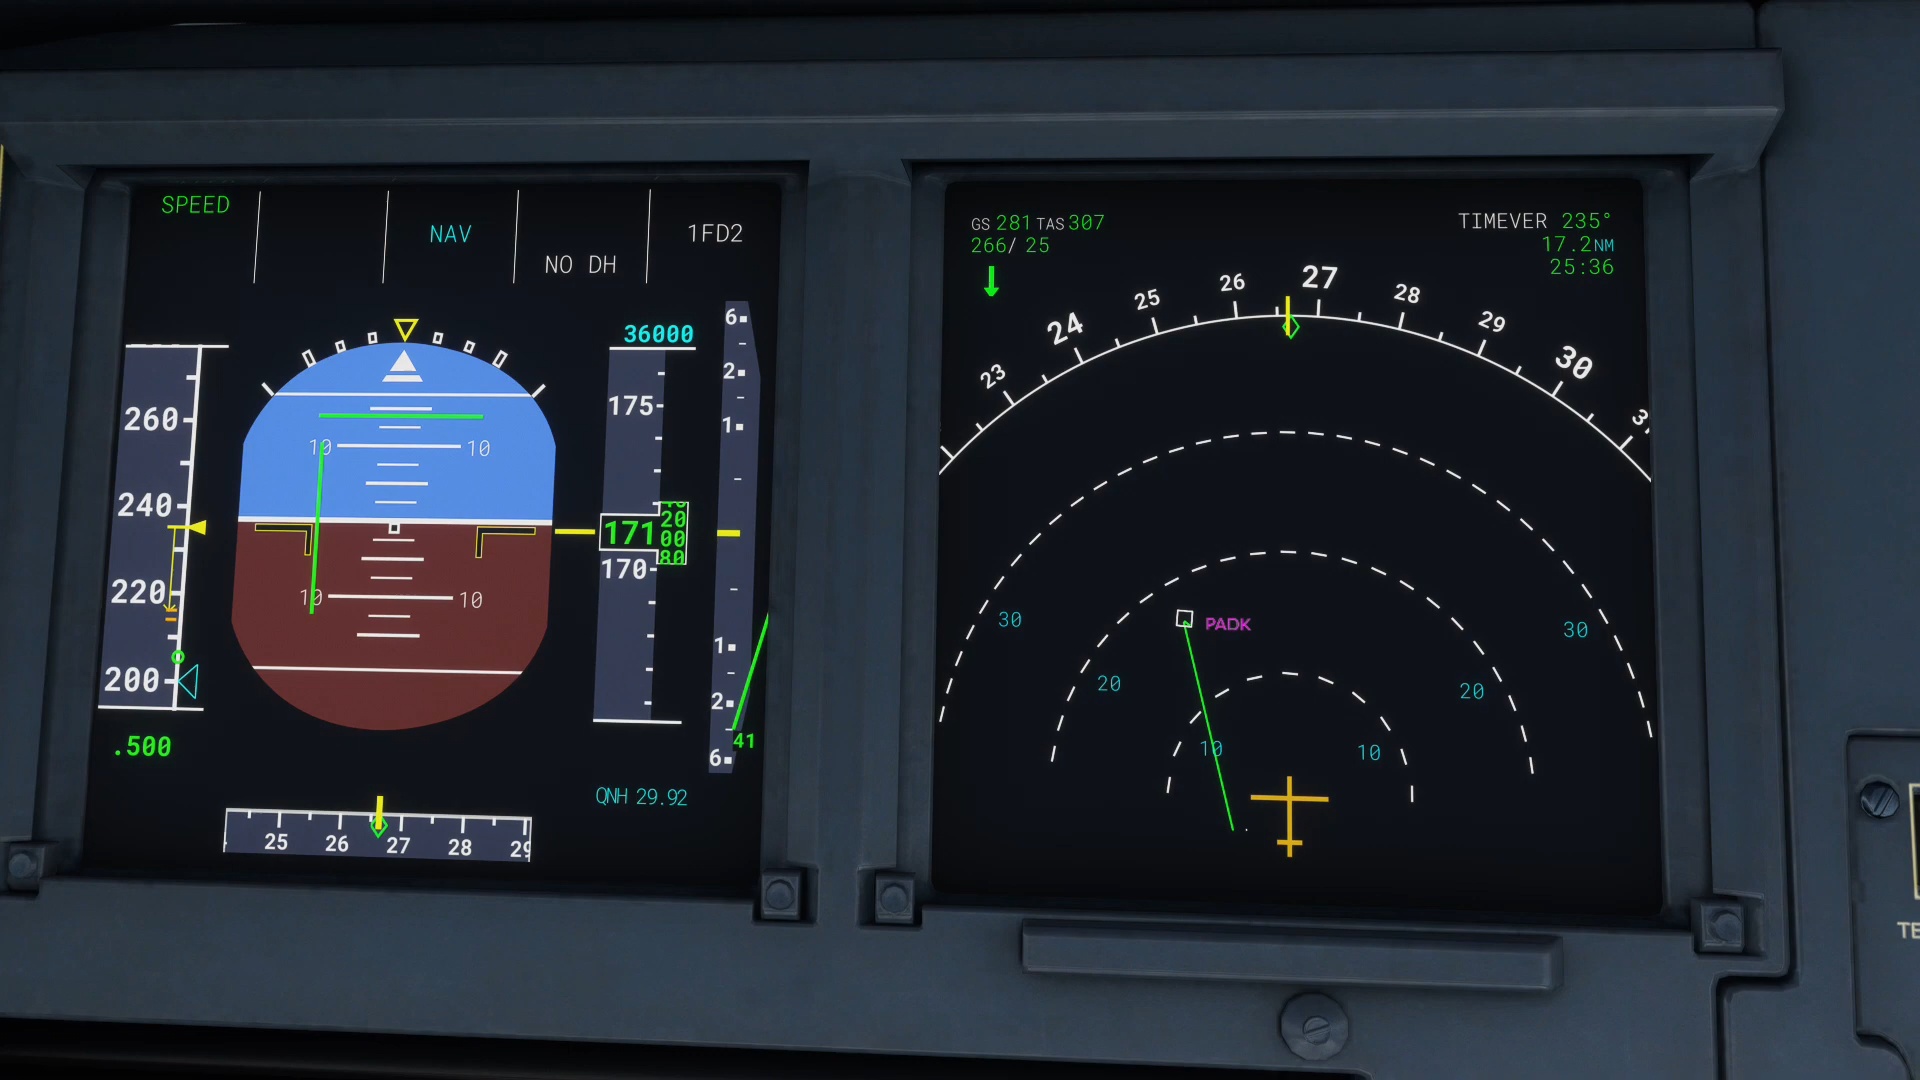 SPEED
NAV
NO DH
1FD2
36000
260
240
220
200
.500
10 10
10 10
175
171
20
00
80
170
6
2
1
1
2
6
41
QNH 29.92
25 26 27 28 29
GS 281 TAS 307
266/ 25
TIMEVER 235°
17.2NM
25:36
23 24 25 26 27 28 29 30
PADK
30 30
20 20
10 10